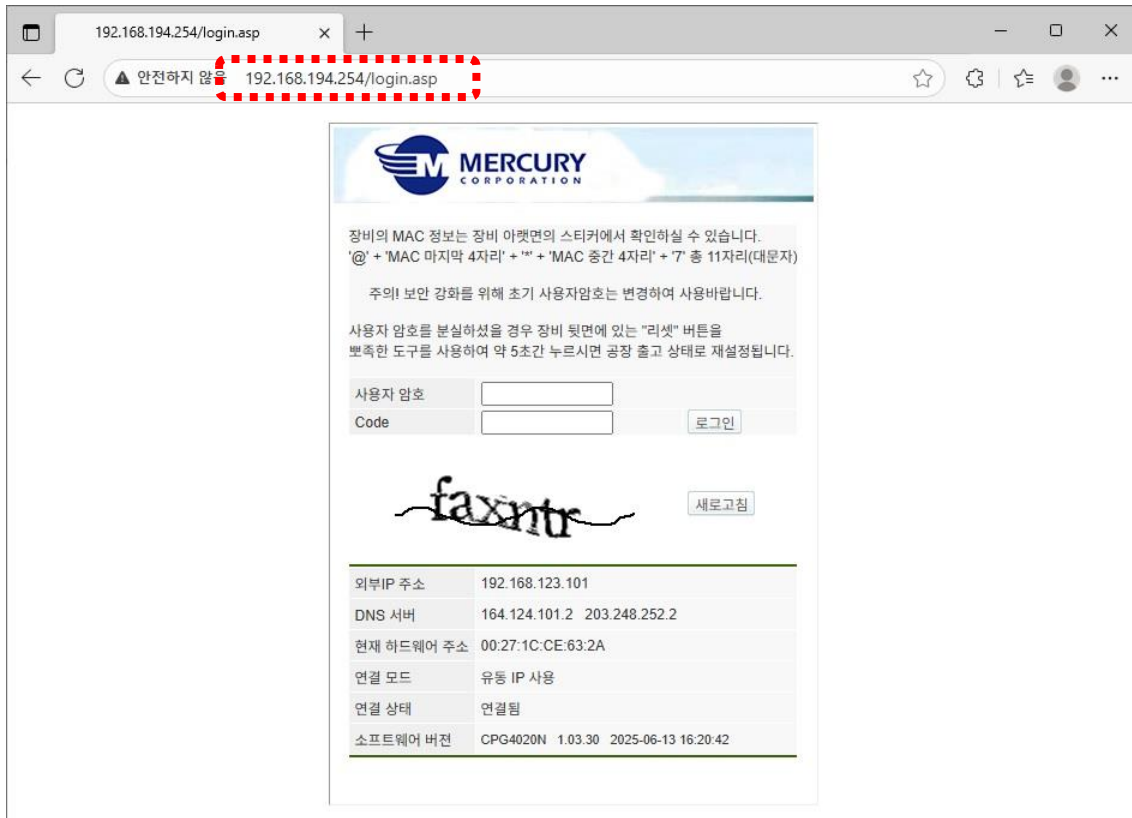 192.168.194.254/login.asp
안전하지 않음 192.168.194.254/login.asp
M MERCURY
CORPORATION
장비의 MAC 정보는 장비 아랫면의 스티커에서 확인하실 수 있습니다.
'@' + 'MAC 마지막 4자리' + '*' + 'MAC 중간 4자리' + '7' 총 11자리(대문자)
주의! 보안 강화를 위해 초기 사용자암호는 변경하여 사용바랍니다.
사용자 암호를 분실하셨을 경우 장비 뒷면에 있는 "리셋" 버튼을
뾰족한 도구를 사용하여 약 5초간 누르시면 공장 출고 상태로 재설정됩니다.
사용자 암호
Code 로그인
faxntr 새로고침
외부IP 주소 192.168.123.101
DNS 서버 164.124.101.2 203.248.252.2
현재 하드웨어 주소 00:27:1C:CE:63:2A
연결 모드 유동 IP 사용
연결 상태 연결됨
소프트웨어 버젼 CPG4020N 1.03.30 2025-06-13 16:20:42